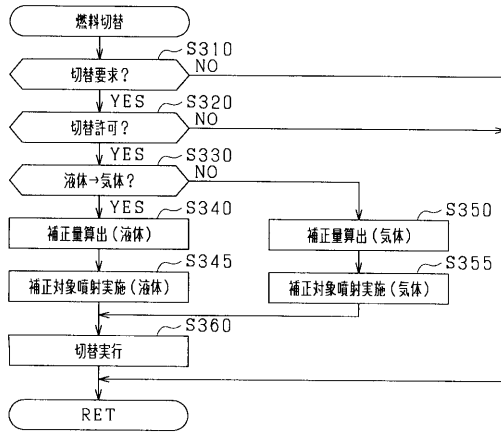 燃料切替
S310
切替要求?
NO
YES
S320
切替許可?
NO
YES
S330
液体→気体?
NO
YES
S340
補正量算出(液体)
S350
補正量算出(気体)
S345
補正対象噴射実施(液体)
S355
補正対象噴射実施(気体)
S360
切替実行
RET